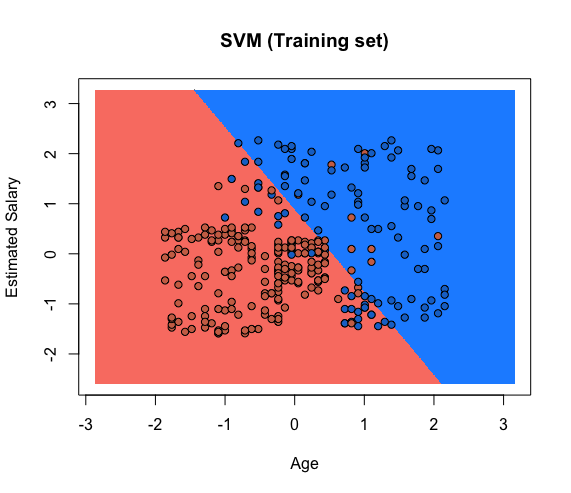 SVM (Training set)
Estimated Salary
3
2
1
0
-1
-2
-3 -2 -1 0 1 2 3
Age